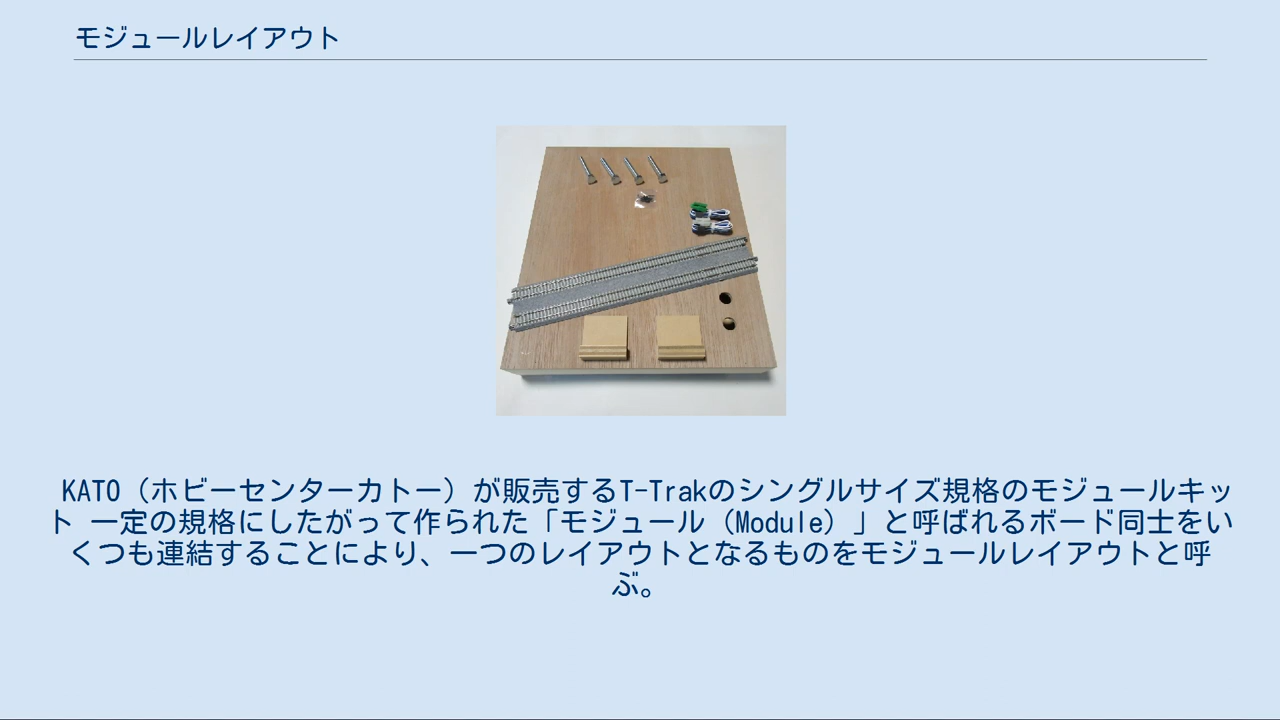 モジュールレイアウト
KATO（ホビーセンターカトー）が販売するT-Trakのシングルサイズ規格のモジュールキッ
ト 一定の規格にしたがって作られた「モジュール（Module）」と呼ばれるボード同士をい
くつも連結することにより、一つのレイアウトとなるものをモジュールレイアウトと呼
ぶ。